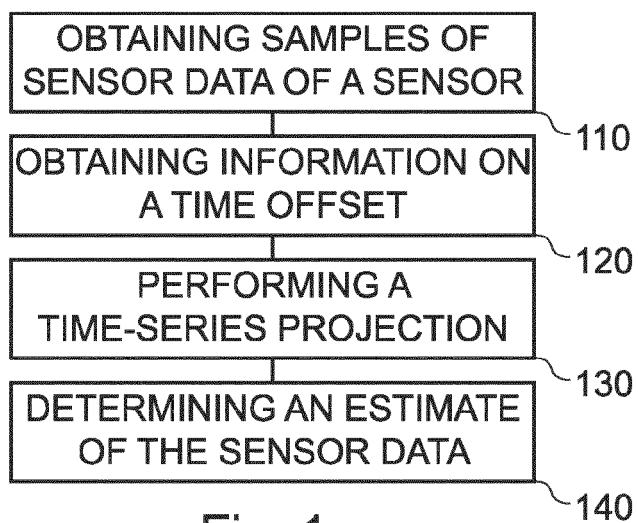 OBTAINING SAMPLES OF
SENSOR DATA OF A SENSOR
110
OBTAINING INFORMATION ON
A TIME OFFSET
120
PERFORMING A
TIME-SERIES PROJECTION
130
DETERMINING AN ESTIMATE
OF THE SENSOR DATA
140